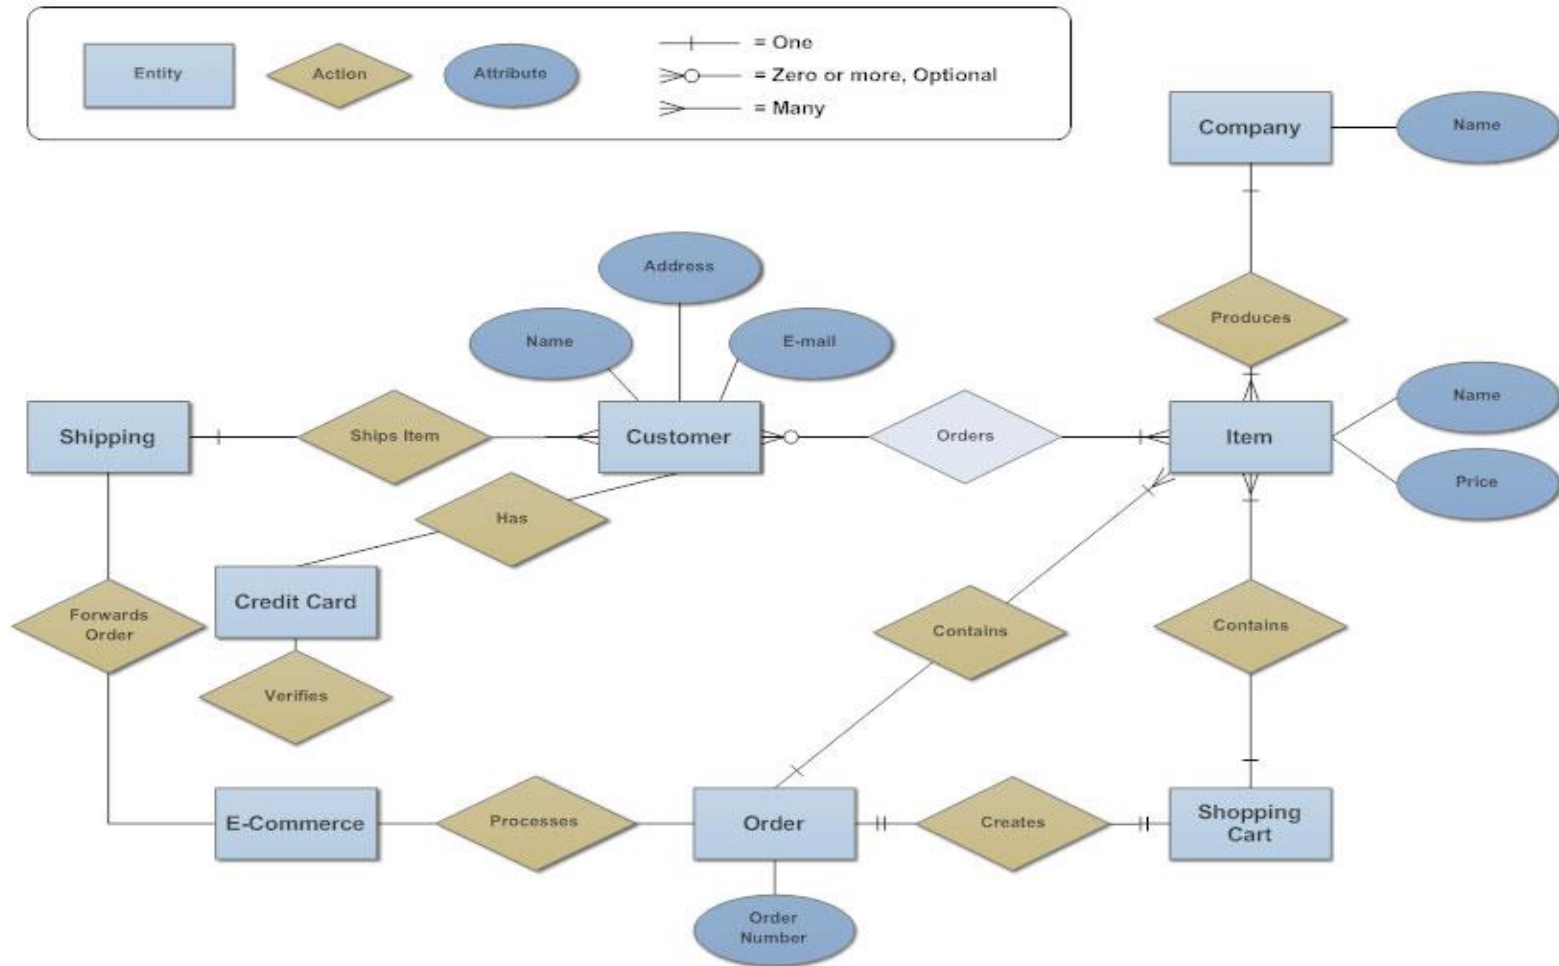 = One
Entity
Action
Attribute
= Zero or more, Optional
= Many
Company
Name
Address
Produces
Name
E-mail
Name
Shipping
Ships Item
Customer
Orders
Item
Price
Has
Credit Card
Forwards
Order
Contains
Contains
Verifies
E-Commerce
Processes
Order
Creates
Shopping
Cart
Order
Number